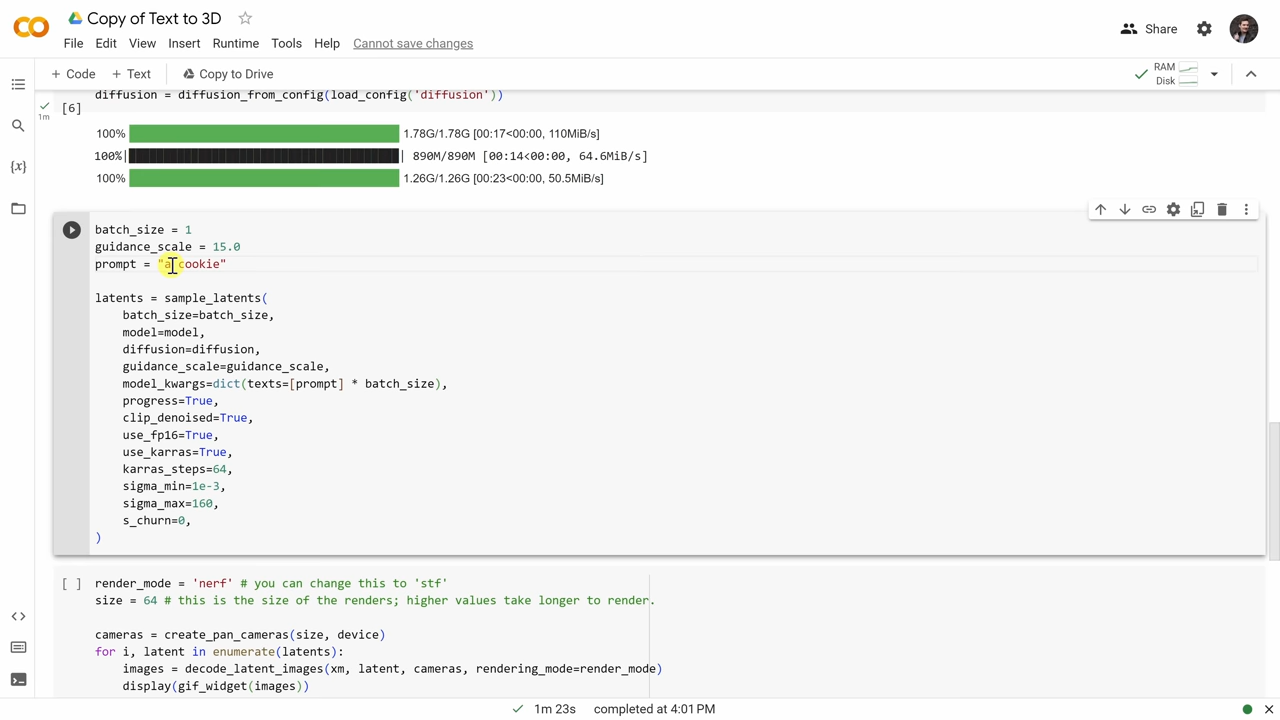 Copy of Text to 3D
File Edit View Insert Runtime Tools Help Cannot save changes
Share
+ Code + Text Copy to Drive
RAM
Disk
diffusion = diffusion_from_config(load_config('diffusion'))
[6]
1m
100% 1.78G/1.78G [00:17<00:00, 110MiB/s]
100%| | 890M/890M [00:14<00:00, 64.6MiB/s]
100% 1.26G/1.26G [00:23<00:00, 50.5MiB/s]
batch_size = 1
guidance_scale = 15.0
prompt = "a cookie"
latents = sample_latents(
batch_size=batch_size,
model=model,
diffusion=diffusion,
guidance_scale=guidance_scale,
model_kwargs=dict(texts=[prompt] * batch_size),
progress=True,
clip_denoised=True,
use_fp16=True,
use_karras=True,
karras_steps=64,
sigma_min=1e-3,
sigma_max=160,
s_churn=0,
)
[ ] render_mode = 'nerf' # you can change this to 'stf'
size = 64 # this is the size of the renders; higher values take longer to render.
cameras = create_pan_cameras(size, device)
for i, latent in enumerate(latents):
images = decode_latent_images(xm, latent, cameras, rendering_mode=render_mode)
display(gif_widget(images))
1m 23s completed at 4:01 PM